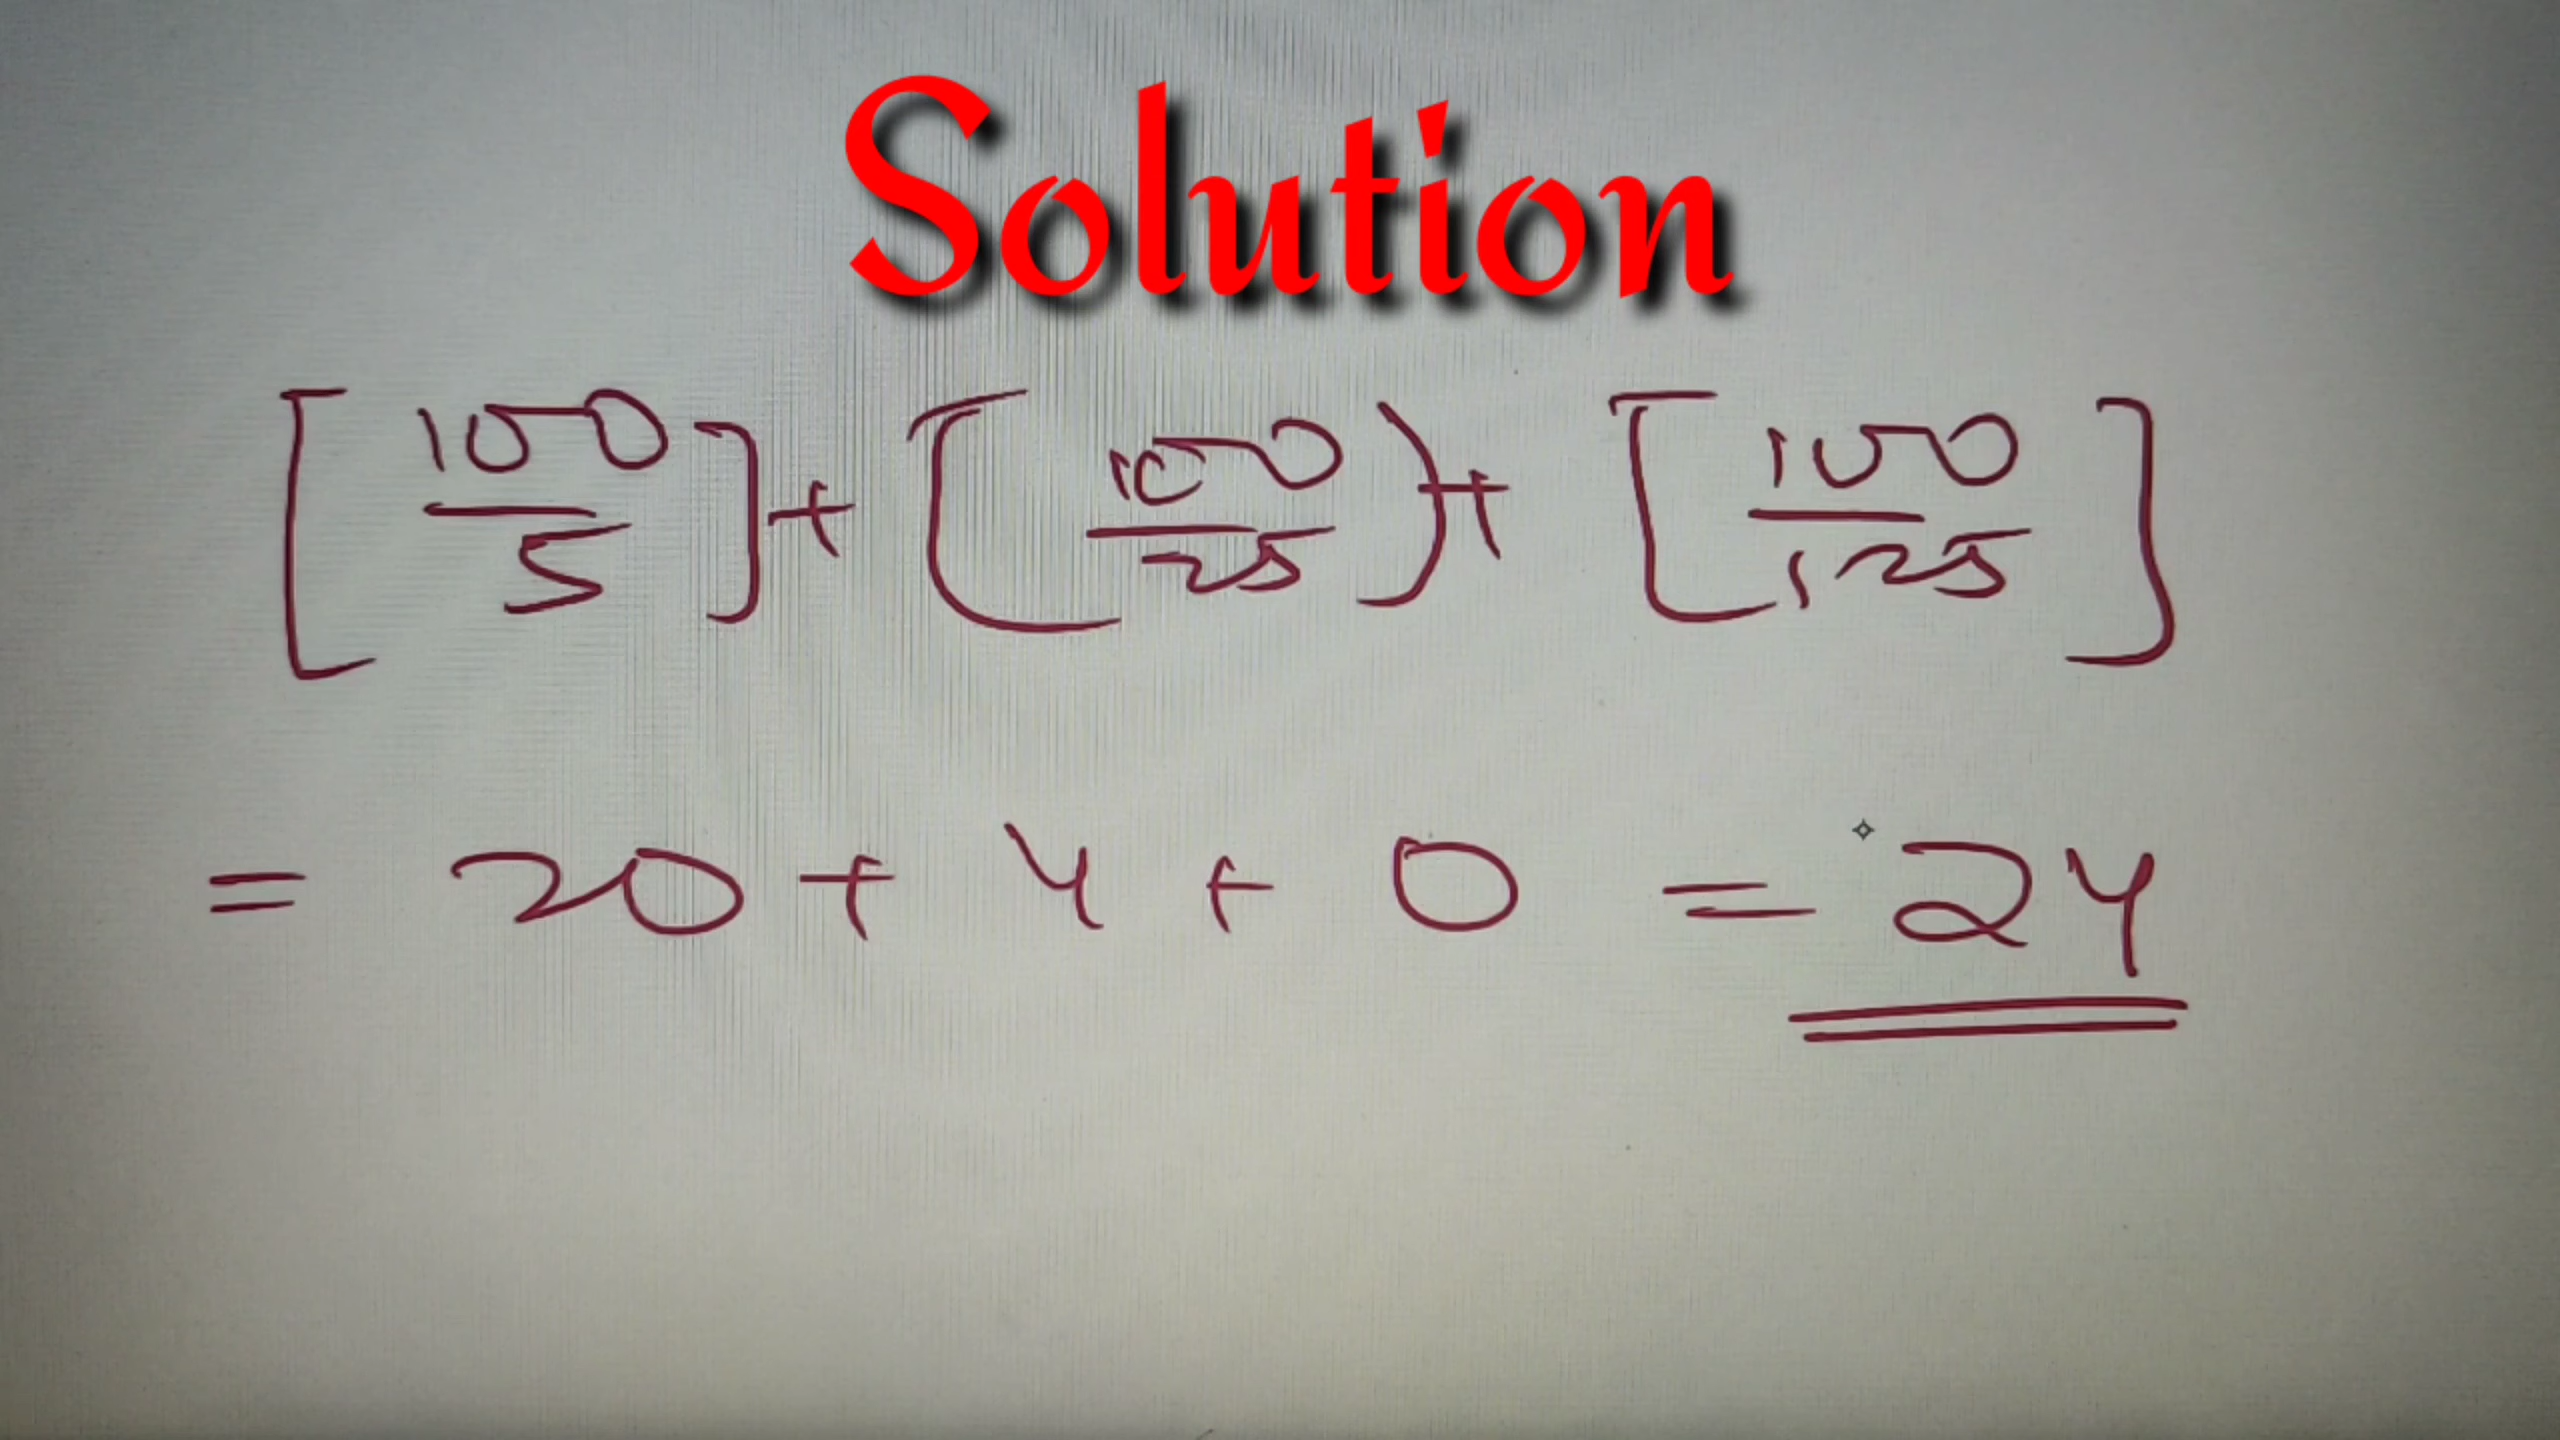 Solution
[100/5] + [100/25) + [100/125]
= 20 + 4 + 0 = 24